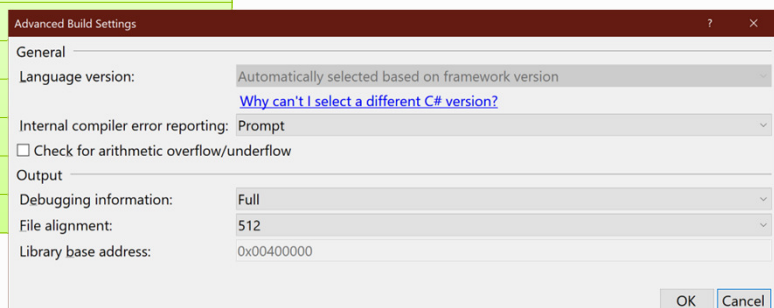 Advanced Build Settings ? ×
General
Language version: Automatically selected based on framework version
Why can't I select a different C# version?
Internal compiler error reporting: Prompt
Check for arithmetic overflow/underflow
Output
Debugging information: Full
File alignment: 512
Library base address: 0x00400000
OK Cancel